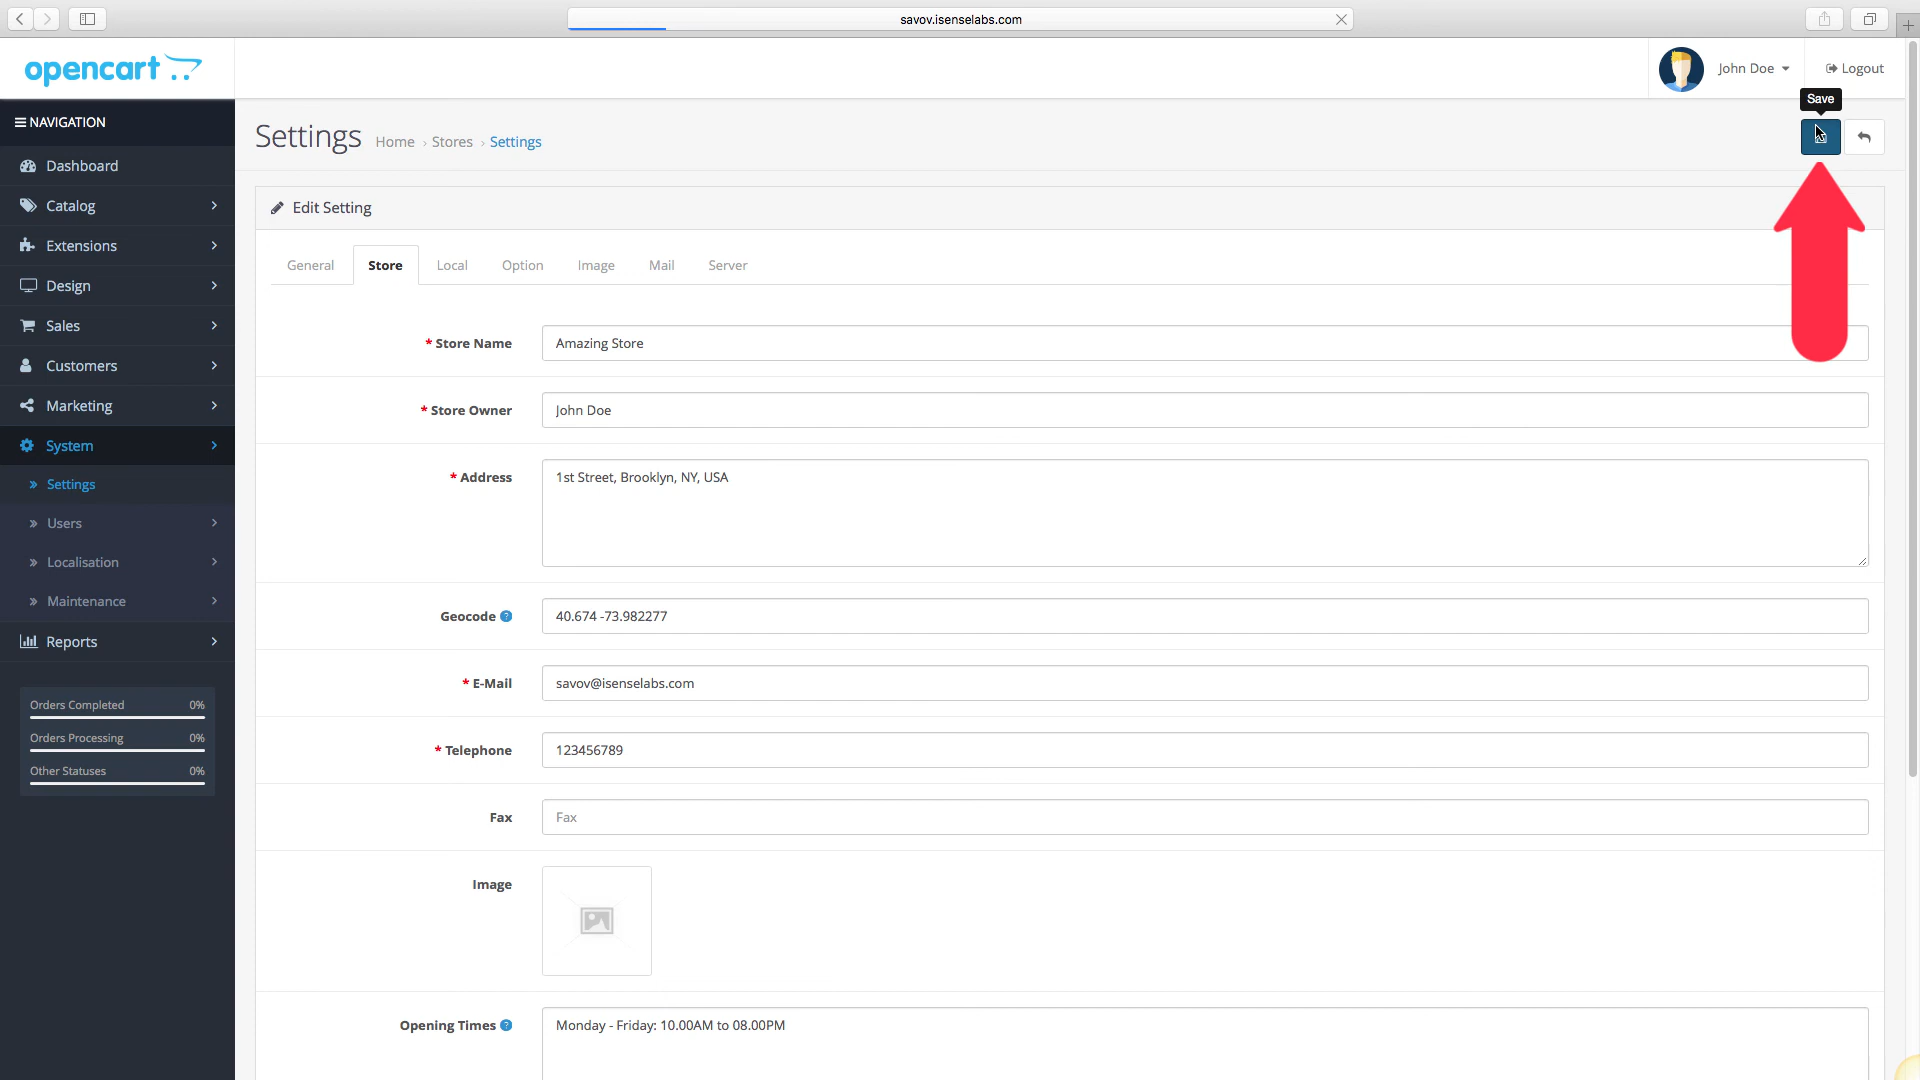 savov.isenselabs.com
opencart
John Doe
Logout
Save
NAVIGATION
Settings
Home › Stores › Settings
Dashboard
Catalog
Extensions
Design
Sales
Customers
Marketing
System
Settings
Users
Localisation
Maintenance
Reports
Orders Completed 0%
Orders Processing 0%
Other Statuses 0%
Edit Setting
General Store Local Option Image Mail Server
* Store Name Amazing Store
* Store Owner John Doe
* Address 1st Street, Brooklyn, NY, USA
Geocode ? 40.674 -73.982277
* E-Mail savov@isenselabs.com
* Telephone 123456789
Fax Fax
Image
Opening Times ? Monday - Friday: 10.00AM to 08.00PM